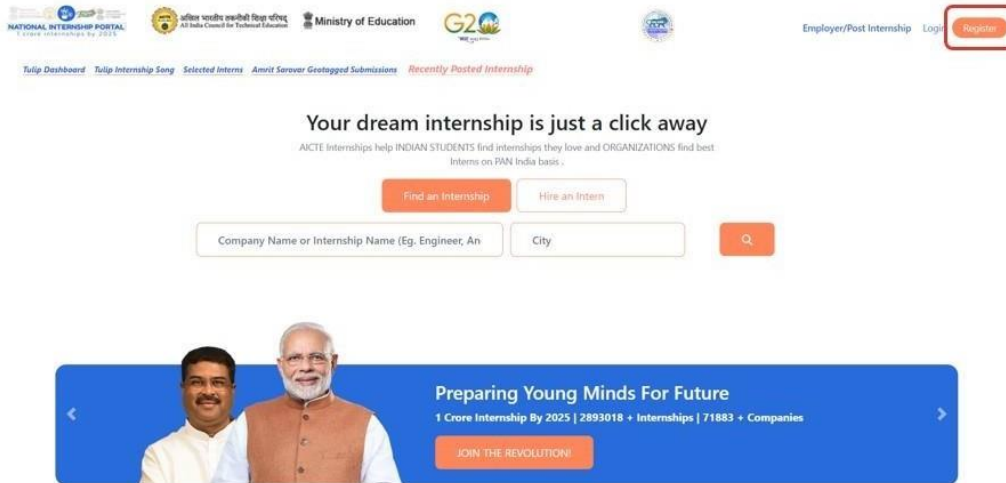 NATIONAL INTERNSHIP PORTAL
1 crore internships by 2025
अखिल भारतीय तकनीकी शिक्षा परिषद्
All India Council for Technical Education
Ministry of Education
G2
Employer/Post Internship
Login
Register
Tulip Dashboard
Tulip Internship Song
Selected Interns
Amrit Sarovar Geotagged Submissions
Recently Posted Internship
Your dream internship is just a click away
AICTE Internships help INDIAN STUDENTS find internships they love and ORGANIZATIONS find best
Interns on PAN India basis .
Find an Internship
Hire an Intern
Company Name or Internship Name (Eg. Engineer, An
City
Preparing Young Minds For Future
1 Crore Internship By 2025 | 2893018 + Internships | 71883 + Companies
JOIN THE REVOLUTION!